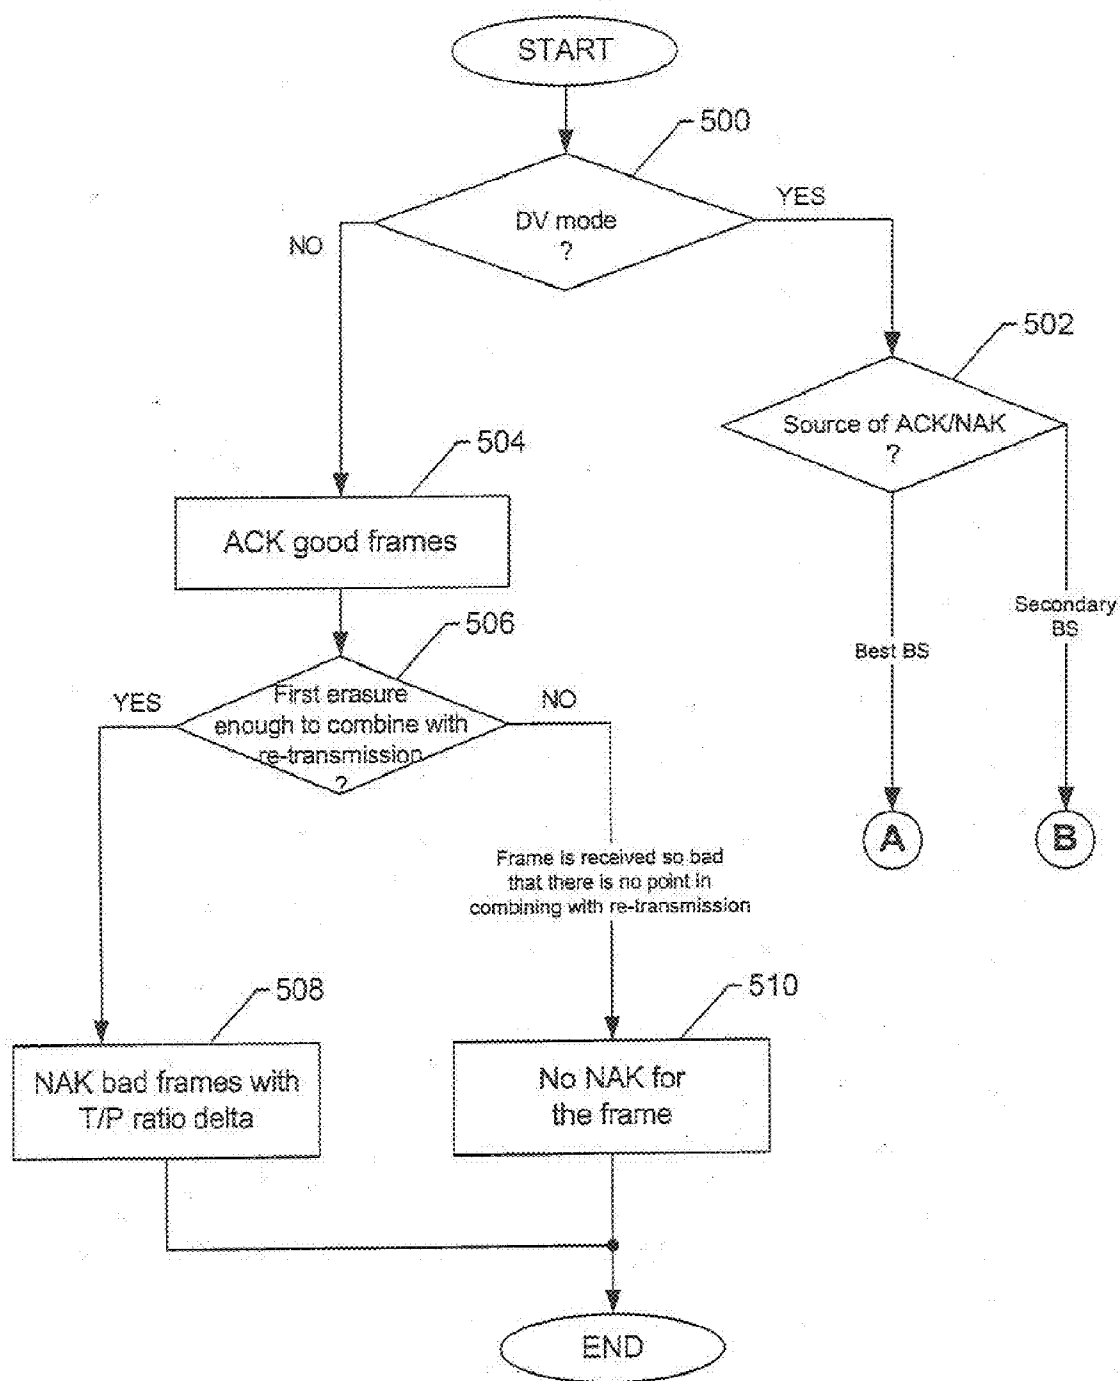 START
500
DV mode
?
YES
NO
502
Source of ACK/NAK
?
504
ACK good frames
506
First erasure
enough to combine with
re-transmission
?
YES
NO
Best BS
Secondary
BS
A
B
Frame is received so bad
that there is no point in
combining with re-transmission
508
NAK bad frames with
T/P ratio delta
510
No NAK for
the frame
END